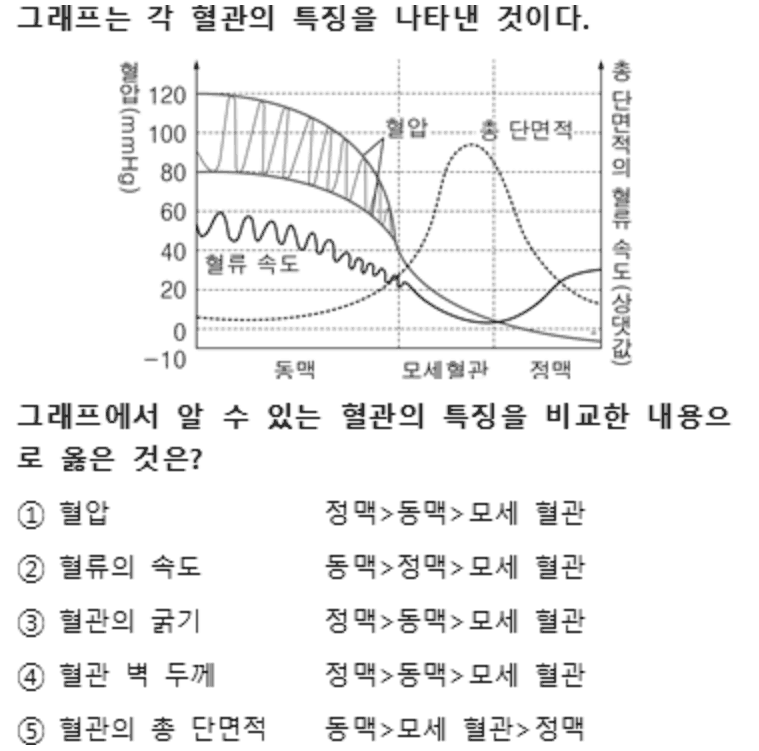 그래프는 각 혈관의 특징을 나타낸 것이다.
혈압(mmHg)
120
100
80
60
40
20
0
-10
혈압
총 단면적
혈류 속도
총 단면적의 혈류 속도(상댓값)
동맥 모세혈관 정맥
그래프에서 알 수 있는 혈관의 특징을 비교한 내용으
로 옳은 것은?
① 혈압 정맥>동맥>모세 혈관
② 혈류의 속도 동맥>정맥>모세 혈관
③ 혈관의 굵기 정맥>동맥>모세 혈관
④ 혈관 벽 두께 정맥>동맥>모세 혈관
⑤ 혈관의 총 단면적 동맥>모세 혈관>정맥